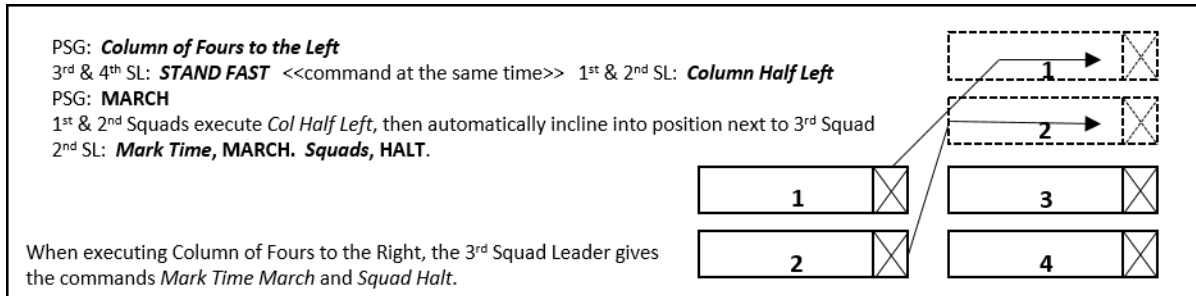 PSG: Column of Fours to the Left
3rd & 4th SL: STAND FAST <<command at the same time>> 1st & 2nd SL: Column Half Left
PSG: MARCH
1st & 2nd Squads execute Col Half Left, then automatically incline into position next to 3rd Squad
2nd SL: Mark Time, MARCH. Squads, HALT.
When executing Column of Fours to the Right, the 3rd Squad Leader gives
the commands Mark Time March and Squad Halt.
1
2
1
3
2
4